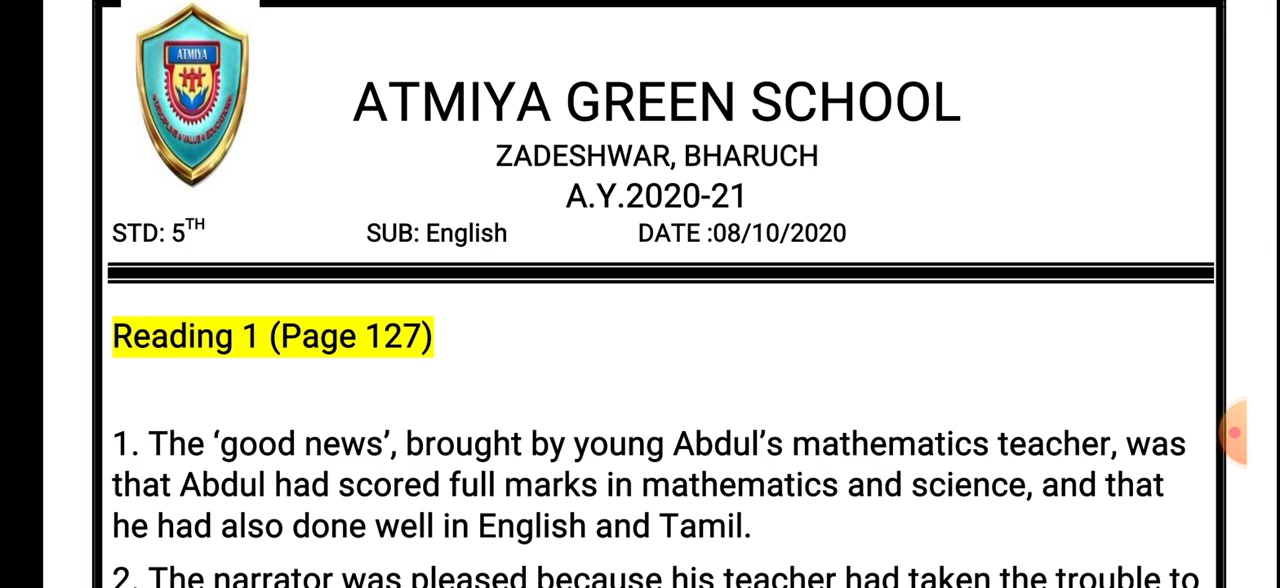 ATMIYA
DISCIPLINE • VALUE • EDUCATION
ATMIYA GREEN SCHOOL
ZADESHWAR, BHARUCH
A.Y.2020-21
STD: 5TH SUB: English DATE :08/10/2020
Reading 1 (Page 127)
1. The ‘good news’, brought by young Abdul’s mathematics teacher, was
that Abdul had scored full marks in mathematics and science, and that
he had also done well in English and Tamil.
2. The narrator was pleased because his teacher had taken the trouble to